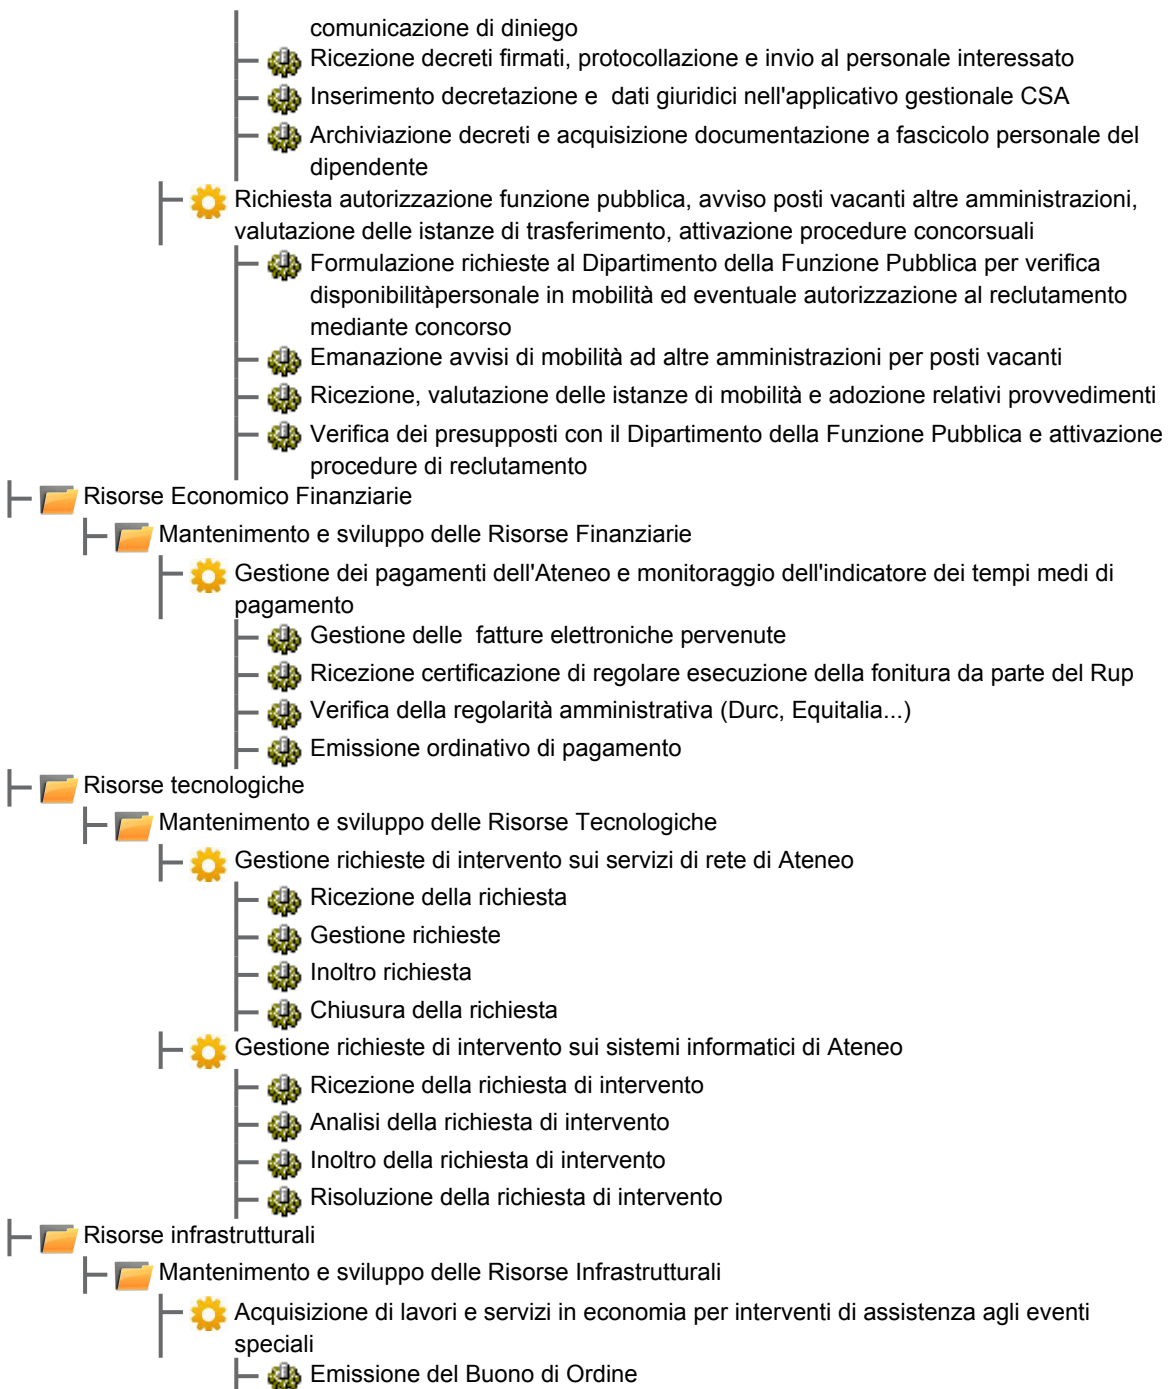 comunicazione di diniego
Ricezione decreti firmati, protocollazione e invio al personale interessato
Inserimento decretazione e  dati giuridici nell'applicativo gestionale CSA
Archiviazione decreti e acquisizione documentazione a fascicolo personale del
dipendente
Richiesta autorizzazione funzione pubblica, avviso posti vacanti altre amministrazioni,
valutazione delle istanze di trasferimento, attivazione procedure concorsuali
Formulazione richieste al Dipartimento della Funzione Pubblica per verifica
disponibilitàpersonale in mobilità ed eventuale autorizzazione al reclutamento
mediante concorso
Emanazione avvisi di mobilità ad altre amministrazioni per posti vacanti
Ricezione, valutazione delle istanze di mobilità e adozione relativi provvedimenti
Verifica dei presupposti con il Dipartimento della Funzione Pubblica e attivazione
procedure di reclutamento
Risorse Economico Finanziarie
Mantenimento e sviluppo delle Risorse Finanziarie
Gestione dei pagamenti dell'Ateneo e monitoraggio dell'indicatore dei tempi medi di
pagamento
Gestione delle  fatture elettroniche pervenute
Ricezione certificazione di regolare esecuzione della fonitura da parte del Rup
Verifica della regolarità amministrativa (Durc, Equitalia...)
Emissione ordinativo di pagamento
Risorse tecnologiche
Mantenimento e sviluppo delle Risorse Tecnologiche
Gestione richieste di intervento sui servizi di rete di Ateneo
Ricezione della richiesta
Gestione richieste
Inoltro richiesta
Chiusura della richiesta
Gestione richieste di intervento sui sistemi informatici di Ateneo
Ricezione della richiesta di intervento
Analisi della richiesta di intervento
Inoltro della richiesta di intervento
Risoluzione della richiesta di intervento
Risorse infrastrutturali
Mantenimento e sviluppo delle Risorse Infrastrutturali
Acquisizione di lavori e servizi in economia per interventi di assistenza agli eventi
speciali
Emissione del Buono di Ordine